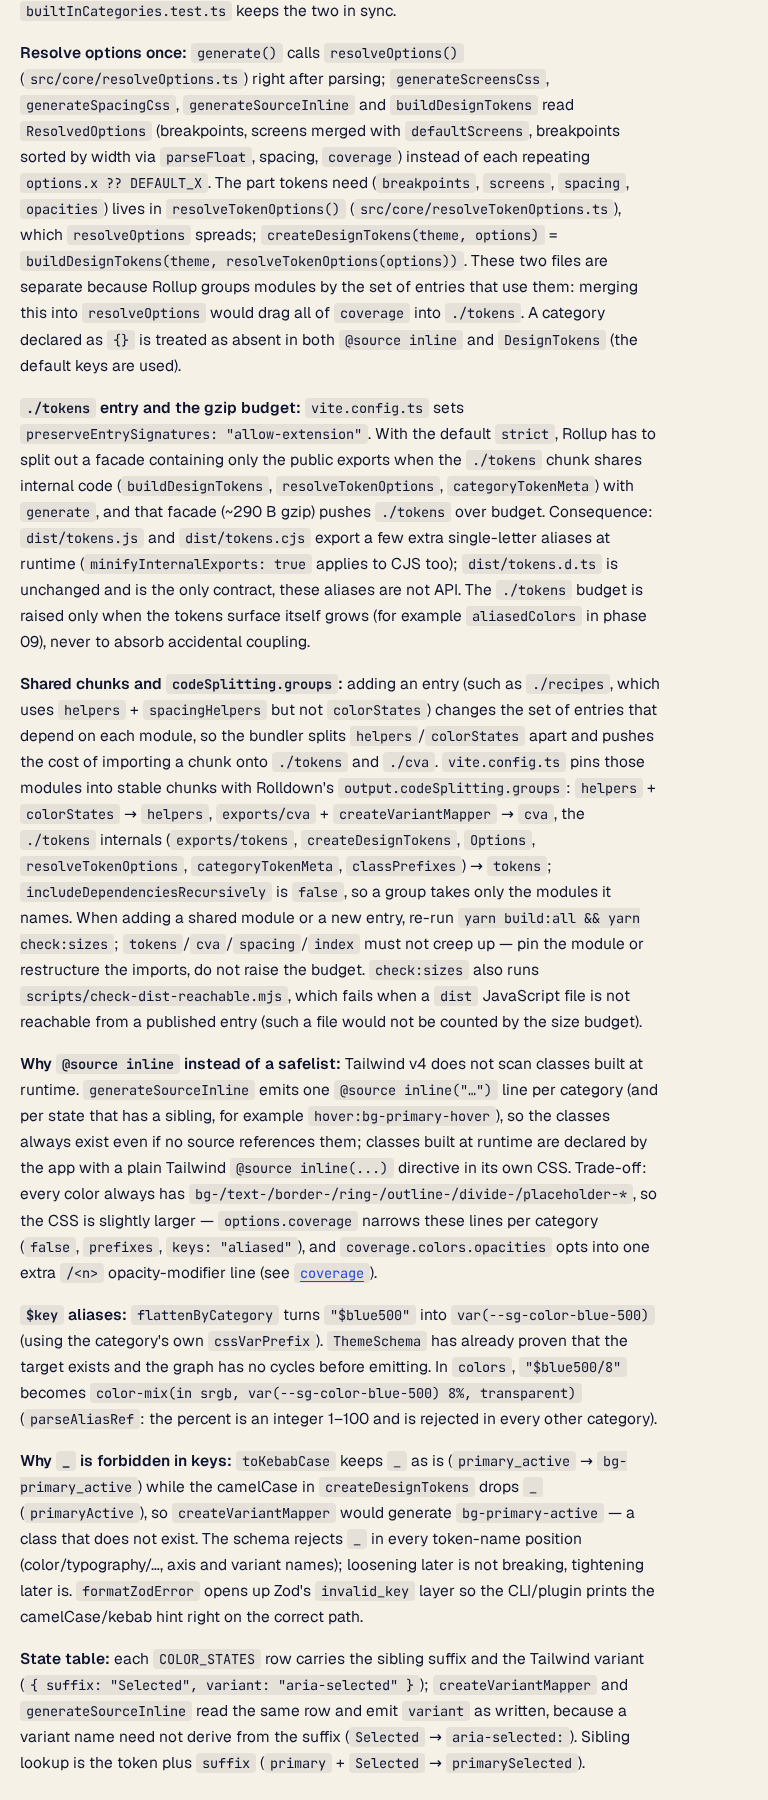 builtInCategories.test.ts keeps the two in sync.
Resolve options once: generate() calls resolveOptions()
(src/core/resolveOptions.ts) right after parsing; generateScreensCss,
generateSpacingCss, generateSourceInline and buildDesignTokens read
ResolvedOptions (breakpoints, screens merged with defaultScreens, breakpoints
sorted by width via parseFloat, spacing, coverage) instead of each repeating
options.x ?? DEFAULT_X. The part tokens need (breakpoints, screens, spacing,
opacities) lives in resolveTokenOptions() (src/core/resolveTokenOptions.ts),
which resolveOptions spreads; createDesignTokens(theme, options) =
buildDesignTokens(theme, resolveTokenOptions(options)). These two files are
separate because Rollup groups modules by the set of entries that use them: merging
this into resolveOptions would drag all of coverage into ./tokens. A category
declared as {} is treated as absent in both @source inline and DesignTokens (the
default keys are used).
./tokens entry and the gzip budget: vite.config.ts sets
preserveEntrySignatures: "allow-extension". With the default strict, Rollup has to
split out a facade containing only the public exports when the ./tokens chunk shares
internal code (buildDesignTokens, resolveTokenOptions, categoryTokenMeta) with
generate, and that facade (~290 B gzip) pushes ./tokens over budget. Consequence:
dist/tokens.js and dist/tokens.cjs export a few extra single-letter aliases at
runtime (minifyInternalExports: true applies to CJS too); dist/tokens.d.ts is
unchanged and is the only contract, these aliases are not API. The ./tokens budget is
raised only when the tokens surface itself grows (for example aliasedColors in phase
09), never to absorb accidental coupling.
Shared chunks and codeSplitting.groups: adding an entry (such as ./recipes, which
uses helpers + spacingHelpers but not colorStates) changes the set of entries that
depend on each module, so the bundler splits helpers/colorStates apart and pushes
the cost of importing a chunk onto ./tokens and ./cva. vite.config.ts pins those
modules into stable chunks with Rolldown's output.codeSplitting.groups: helpers +
colorStates → helpers, exports/cva + createVariantMapper → cva, the
./tokens internals (exports/tokens, createDesignTokens, Options,
resolveTokenOptions, categoryTokenMeta, classPrefixes) → tokens;
includeDependenciesRecursively is false, so a group takes only the modules it
names. When adding a shared module or a new entry, re-run yarn build:all && yarn
check:sizes; tokens/cva/spacing/index must not creep up — pin the module or
restructure the imports, do not raise the budget. check:sizes also runs
scripts/check-dist-reachable.mjs, which fails when a dist JavaScript file is not
reachable from a published entry (such a file would not be counted by the size budget).
Why @source inline instead of a safelist: Tailwind v4 does not scan classes built at
runtime. generateSourceInline emits one @source inline("…") line per category (and
per state that has a sibling, for example hover:bg-primary-hover), so the classes
always exist even if no source references them; classes built at runtime are declared by
the app with a plain Tailwind @source inline(...) directive in its own CSS. Trade-off:
every color always has bg-/text-/border-/ring-/outline-/divide-/placeholder-*, so
the CSS is slightly larger — options.coverage narrows these lines per category
(false, prefixes, keys: "aliased"), and coverage.colors.opacities opts into one
extra /<n> opacity-modifier line (see coverage).
$key aliases: flattenByCategory turns "$blue500" into var(--sg-color-blue-500)
(using the category's own cssVarPrefix). ThemeSchema has already proven that the
target exists and the graph has no cycles before emitting. In colors, "$blue500/8"
becomes color-mix(in srgb, var(--sg-color-blue-500) 8%, transparent)
(parseAliasRef: the percent is an integer 1–100 and is rejected in every other category).
Why _ is forbidden in keys: toKebabCase keeps _ as is (primary_active → bg-
primary_active) while the camelCase in createDesignTokens drops _
(primaryActive), so createVariantMapper would generate bg-primary-active — a
class that does not exist. The schema rejects _ in every token-name position
(color/typography/…, axis and variant names); loosening later is not breaking, tightening
later is. formatZodError opens up Zod's invalid_key layer so the CLI/plugin prints the
camelCase/kebab hint right on the correct path.
State table: each COLOR_STATES row carries the sibling suffix and the Tailwind variant
({ suffix: "Selected", variant: "aria-selected" }); createVariantMapper and
generateSourceInline read the same row and emit variant as written, because a
variant name need not derive from the suffix (Selected → aria-selected:). Sibling
lookup is the token plus suffix (primary + Selected → primarySelected).